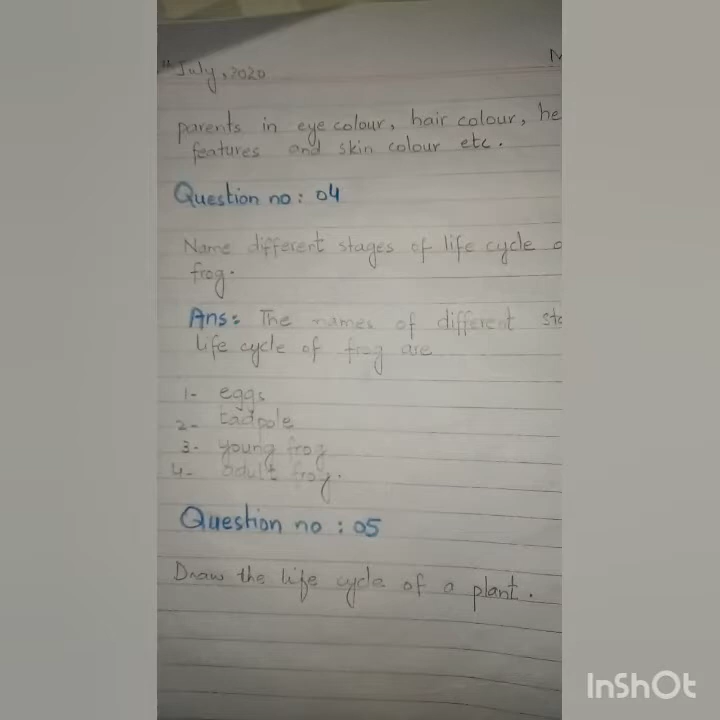 July, 2020
parents in eye colour, hair colour, he
features and skin colour etc.
Question no: 04
Name different stages of life cycle o
frog.
Ans: The names of different sta
life cycle of frog are
1- eggs
2- tadpole
3- young frog
4- adult frog.
Question no: 05
Draw the life cycle of a plant.
InShOt